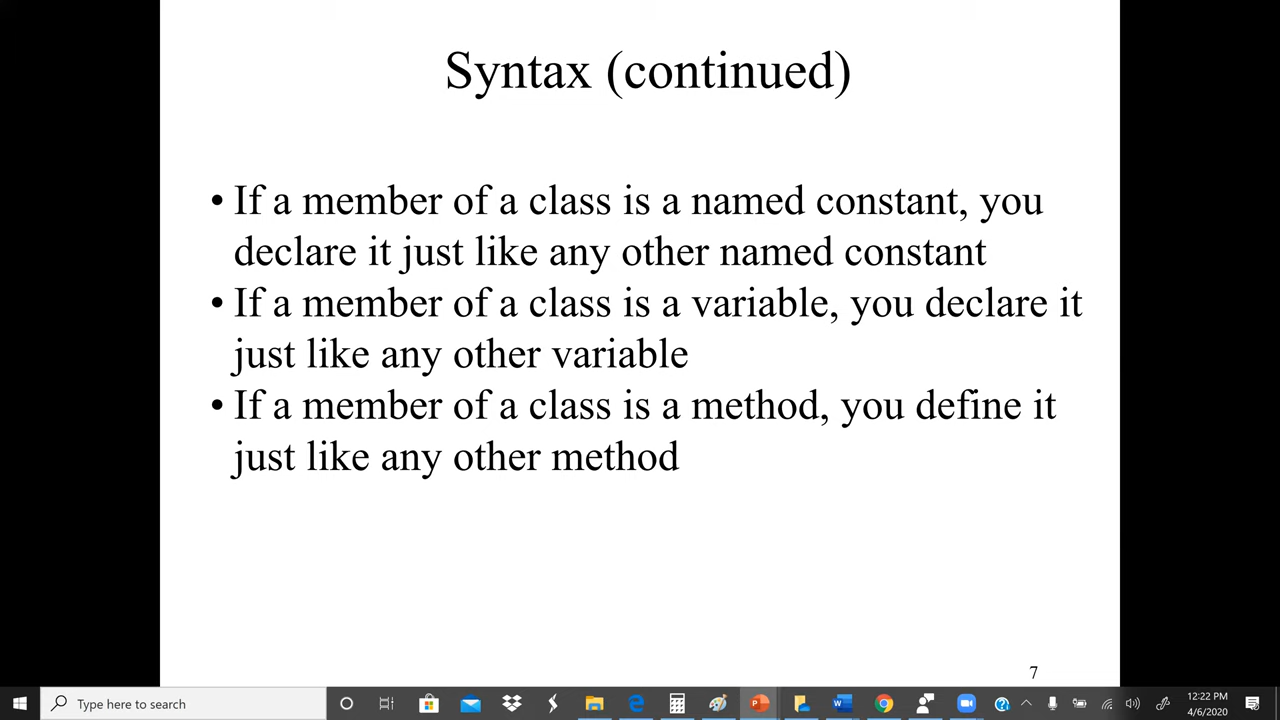 Syntax (continued)
• If a member of a class is a named constant, you
declare it just like any other named constant
• If a member of a class is a variable, you declare it
just like any other variable
• If a member of a class is a method, you define it
just like any other method
7
Type here to search
12:22 PM
4/6/2020